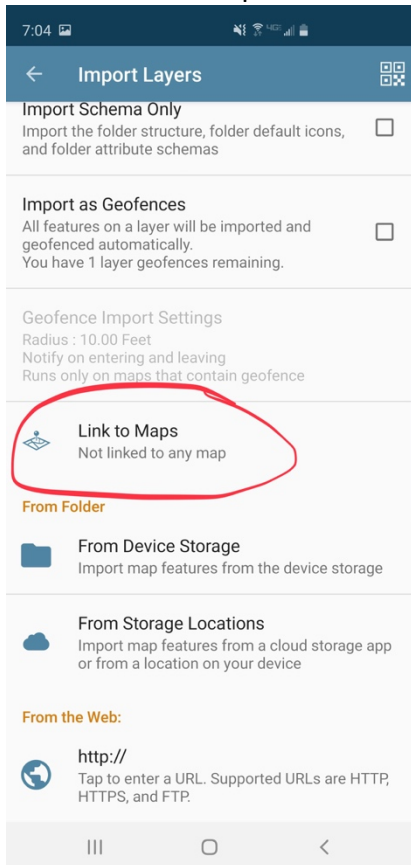 7:04
Import Layers
Import Schema Only
Import the folder structure, folder default icons,
and folder attribute schemas
Import as Geofences
All features on a layer will be imported and
geofenced automatically.
You have 1 layer geofences remaining.
Geofence Import Settings
Radius : 10.00 Feet
Notify on entering and leaving
Runs only on maps that contain geofence
Link to Maps
Not linked to any map
From Folder
From Device Storage
Import map features from the device storage
From Storage Locations
Import map features from a cloud storage app
or from a location on your device
From the Web:
http://
Tap to enter a URL. Supported URLs are HTTP,
HTTPS, and FTP.